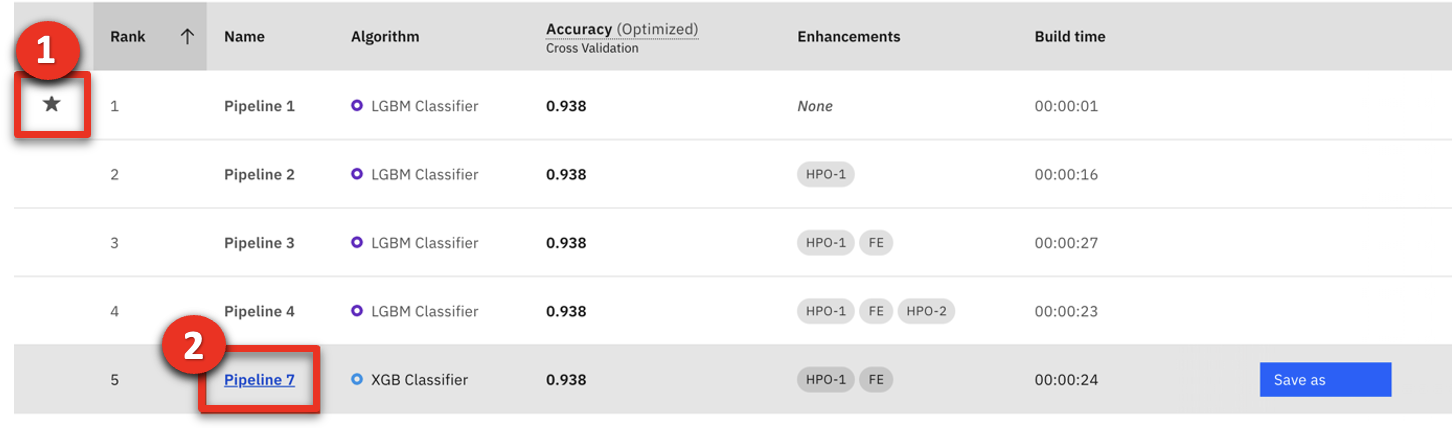 1
Rank ↑ Name Algorithm Accuracy (Optimized) Enhancements Build time
Cross Validation
★ 1 Pipeline 1 LGBM Classifier 0.938 None 00:00:01
2 Pipeline 2 LGBM Classifier 0.938 HPO-1 00:00:16
3 Pipeline 3 LGBM Classifier 0.938 HPO-1 FE 00:00:27
4 Pipeline 4 LGBM Classifier 0.938 HPO-1 FE HPO-2 00:00:23
2
5 Pipeline 7 XGB Classifier 0.938 HPO-1 FE 00:00:24 Save as